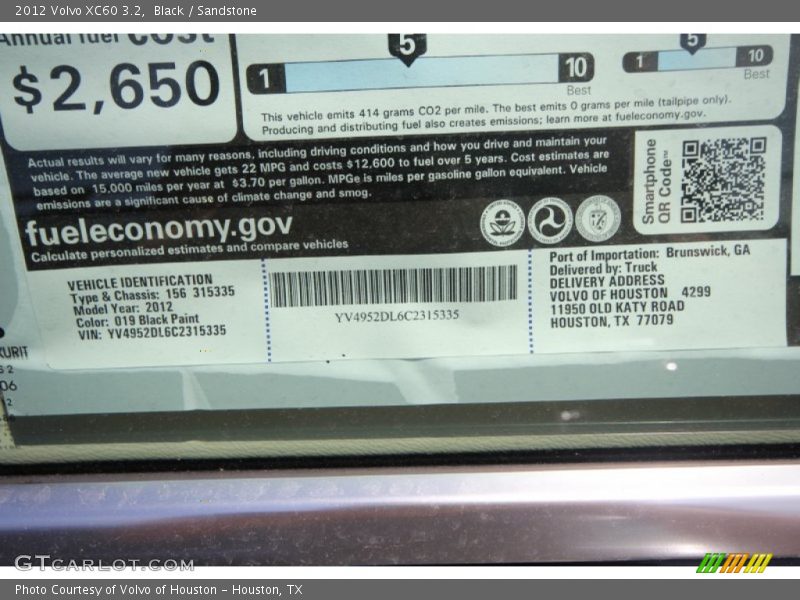 2012 Volvo XC60 3.2, Black / Sandstone
Annual fuel cost
$2,650
5
1
10
Best
5
1
10
Best
This vehicle emits 414 grams CO2 per mile. The best emits 0 grams per mile (tailpipe only).
Producing and distributing fuel also creates emissions; learn more at fueleconomy.gov.
Actual results will vary for many reasons, including driving conditions and how you drive and maintain your
vehicle. The average new vehicle gets 22 MPG and costs $12,600 to fuel over 5 years. Cost estimates are
based on 15,000 miles per year at $3.70 per gallon. MPGe is miles per gasoline gallon equivalent. Vehicle
emissions are a significant cause of climate change and smog.
fueleconomy.gov
Calculate personalized estimates and compare vehicles
Smartphone
QR Code™
VEHICLE IDENTIFICATION
Type & Chassis: 156 315335
Model Year: 2012
Color: 019 Black Paint
VIN: YV4952DL6C2315335
YV4952DL6C2315335
Port of Importation: Brunswick, GA
Delivered by: Truck
DELIVERY ADDRESS
VOLVO OF HOUSTON 4299
11950 OLD KATY ROAD
HOUSTON, TX 77079
GTCARLOT.COM
Photo Courtesy of Volvo of Houston - Houston, TX